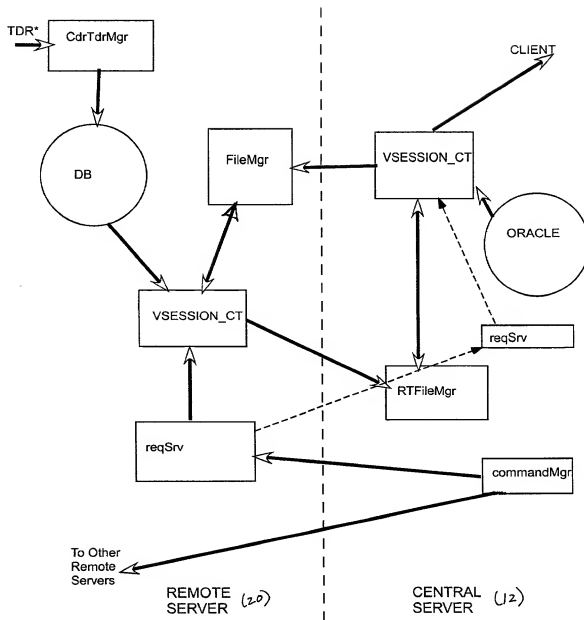 TDR*
CdrTdrMgr
CLIENT
DB
FileMgr
VSESSION_CT
ORACLE
VSESSION_CT
reqSrv
RTFileMgr
reqSrv
commandMgr
To Other
Remote
Servers
REMOTE
SERVER (20)
CENTRAL
SERVER (12)